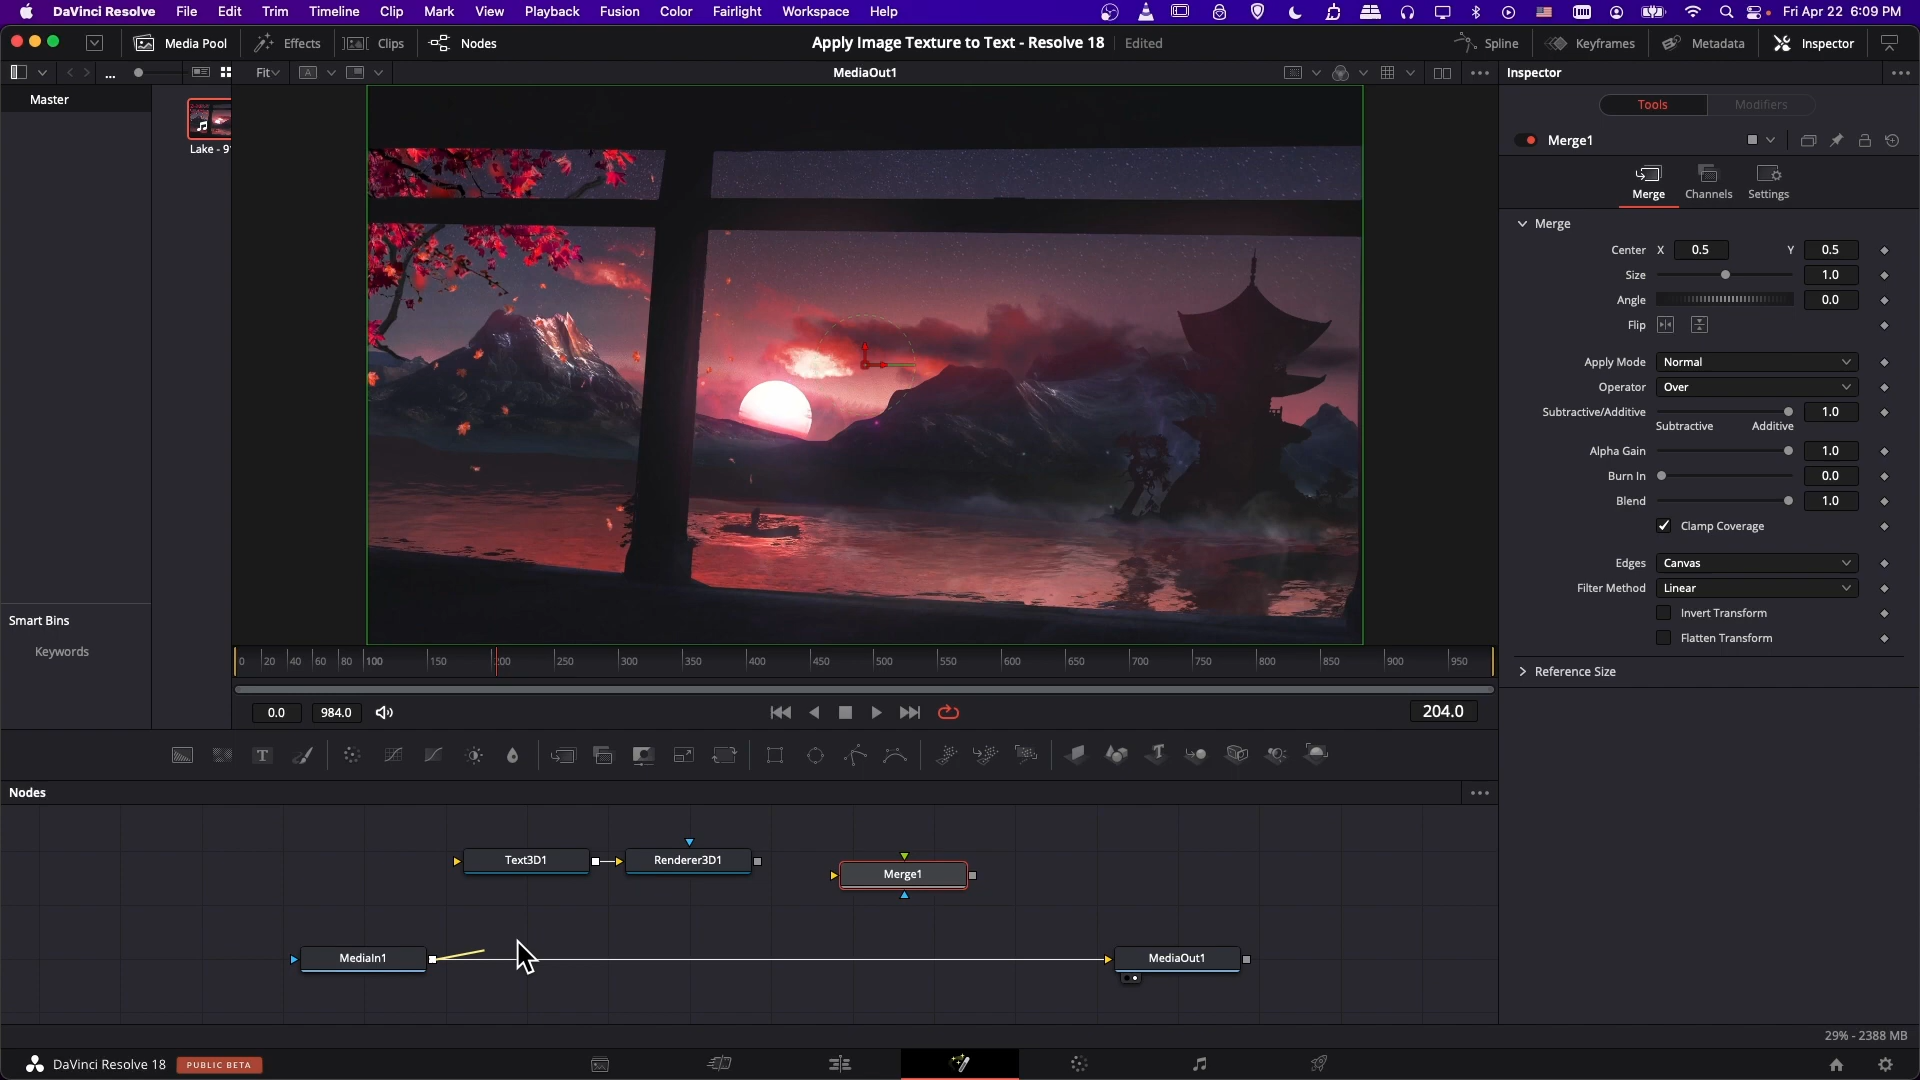 DaVinci Resolve File Edit Trim Timeline Clip Mark View Playback Fusion Color Fairlight Workspace Help Fri Apr 22 6:09 PM
Media Pool Effects Clips Nodes Apply Image Texture to Text - Resolve 18 Edited Spline Keyframes Metadata Inspector
... Fit A MediaOut1 Inspector
Master
Lake - 9
Tools Modifiers
Merge1
Merge Channels Settings
Merge
Center X 0.5 Y 0.5
Size 1.0
Angle 0.0
Flip
Apply Mode Normal
Operator Over
Subtractive/Additive 1.0
Subtractive Additive
Alpha Gain 1.0
Burn In 0.0
Blend 1.0
Clamp Coverage
Edges Canvas
Filter Method Linear
Invert Transform
Flatten Transform
Reference Size
Smart Bins
Keywords
0 20 40 60 80 100 150 200 250 300 350 400 450 500 550 600 650 700 750 800 850 900 950
0.0 984.0 204.0
T
Nodes
Text3D1 Renderer3D1 Merge1
MediaIn1 MediaOut1
29% - 2388 MB
DaVinci Resolve 18 PUBLIC BETA